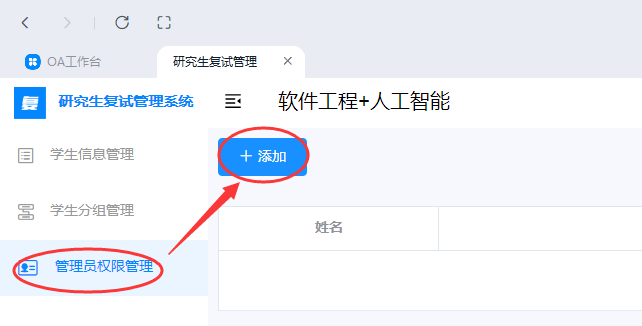 OA工作台
研究生复试管理
复
研究生复试管理系统
软件工程+人工智能
学生信息管理
学生分组管理
管理员权限管理
+ 添加
姓名